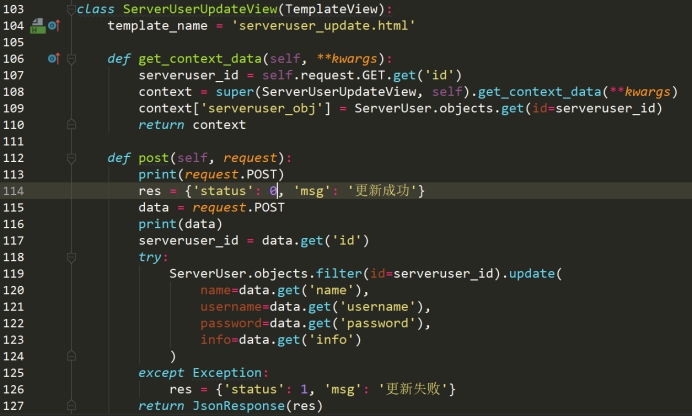 103 class ServerUserUpdateView(TemplateView):
104     template_name = 'serveruser_update.html'
105
106     def get_context_data(self, **kwargs):
107         serveruser_id = self.request.GET.get('id')
108         context = super(ServerUserUpdateView, self).get_context_data(**kwargs)
109         context['serveruser_obj'] = ServerUser.objects.get(id=serveruser_id)
110         return context
111
112     def post(self, request):
113         print(request.POST)
114         res = {'status': 0, 'msg': '更新成功'}
115         data = request.POST
116         print(data)
117         serveruser_id = data.get('id')
118         try:
119             ServerUser.objects.filter(id=serveruser_id).update(
120                 name=data.get('name'),
121                 username=data.get('username'),
122                 password=data.get('password'),
123                 info=data.get('info')
124             )
125         except Exception:
126             res = {'status': 1, 'msg': '更新失败'}
127         return JsonResponse(res)